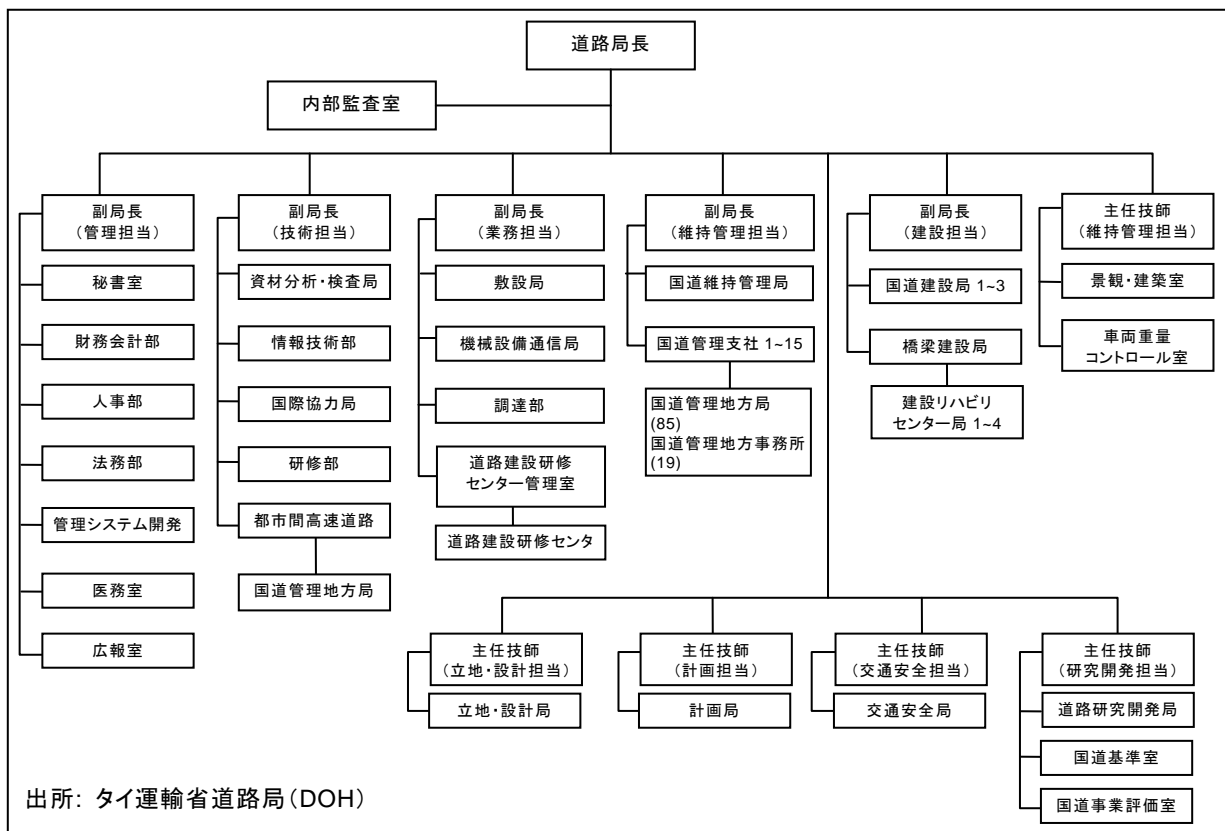 道路局長
内部監査室
副局長
（管理担当）
秘書室
財務会計部
人事部
法務部
管理システム開発
医務室
広報室
副局長
（技術担当）
資材分析・検査局
情報技術部
国際協力局
研修部
都市間高速道路
国道管理地方局
副局長
（業務担当）
敷設局
機械設備通信局
調達部
道路建設研修
センター管理室
道路建設研修センタ
副局長
（維持管理担当）
国道維持管理局
国道管理支社 1~15
国道管理地方局
(85)
国道管理地方事務所
(19)
副局長
（建設担当）
国道建設局 1~3
橋梁建設局
建設リハビリ
センター局 1~4
主任技師
（維持管理担当）
景観・建築室
車両重量
コントロール室
主任技師
（立地・設計担当）
立地・設計局
主任技師
（計画担当）
計画局
主任技師
（交通安全担当）
交通安全局
主任技師
（研究開発担当）
道路研究開発局
国道基準室
国道事業評価室
出所: タイ運輸省道路局（DOH）